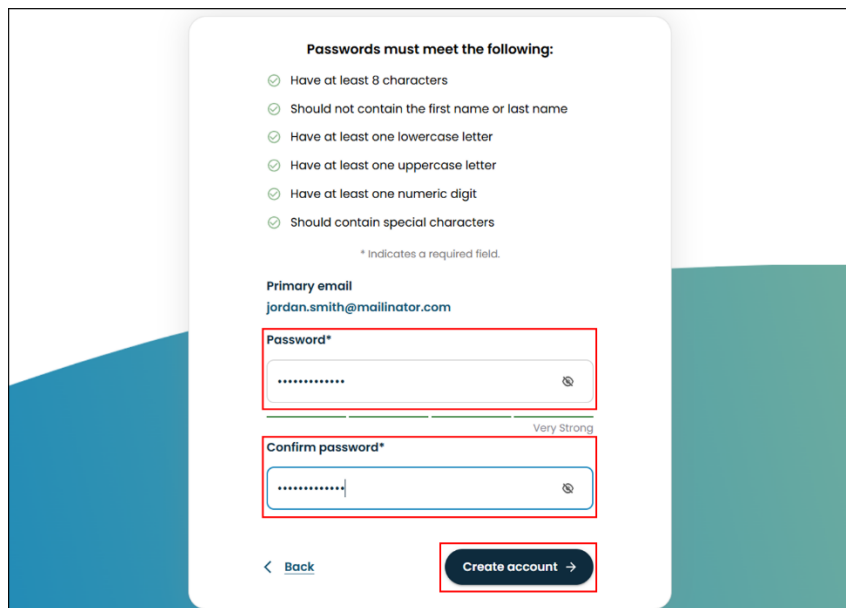 Passwords must meet the following:
Have at least 8 characters
Should not contain the first name or last name
Have at least one lowercase letter
Have at least one uppercase letter
Have at least one numeric digit
Should contain special characters
* Indicates a required field.
Primary email
jordan.smith@mailinator.com
Password*
•••••••••••••
Very Strong
Confirm password*
•••••••••••••
Back
Create account